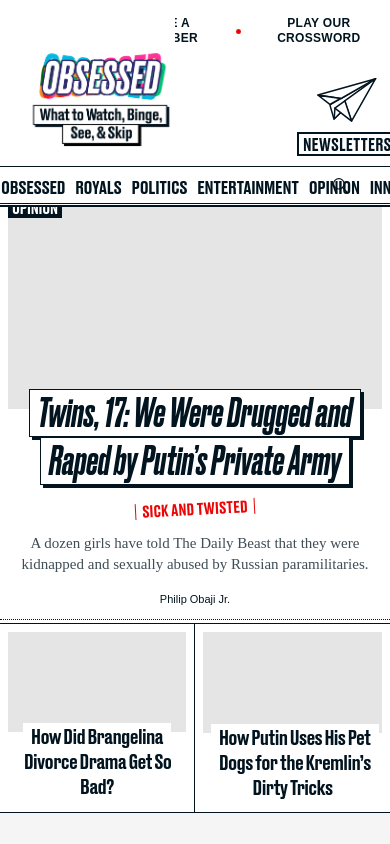 E A
BER
PLAY OUR
CROSSWORD
OBSESSED
What to Watch, Binge,
See, & Skip
NEWSLETTERS
OBSESSED ROYALS POLITICS ENTERTAINMENT OPINION INN
OPINION
Twins, 17: We Were Drugged and
Raped by Putin’s Private Army
SICK AND TWISTED
A dozen girls have told The Daily Beast that they were
kidnapped and sexually abused by Russian paramilitaries.
Philip Obaji Jr.
How Did Brangelina
Divorce Drama Get So
Bad?
How Putin Uses His Pet
Dogs for the Kremlin’s
Dirty Tricks